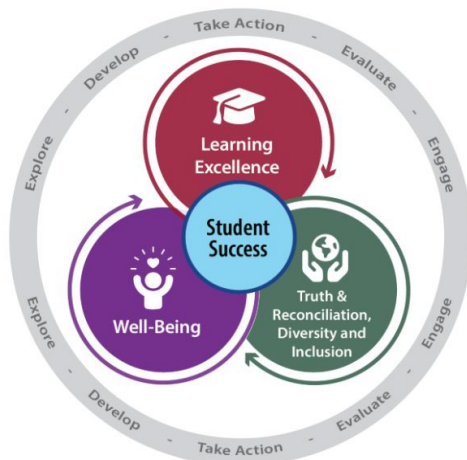 Explore - Develop - Take Action - Evaluate - Engage
Learning
Excellence
Student
Success
Well-Being
Truth &
Reconciliation,
Diversity and
Inclusion
Explore - Develop - Take Action - Evaluate - Engage